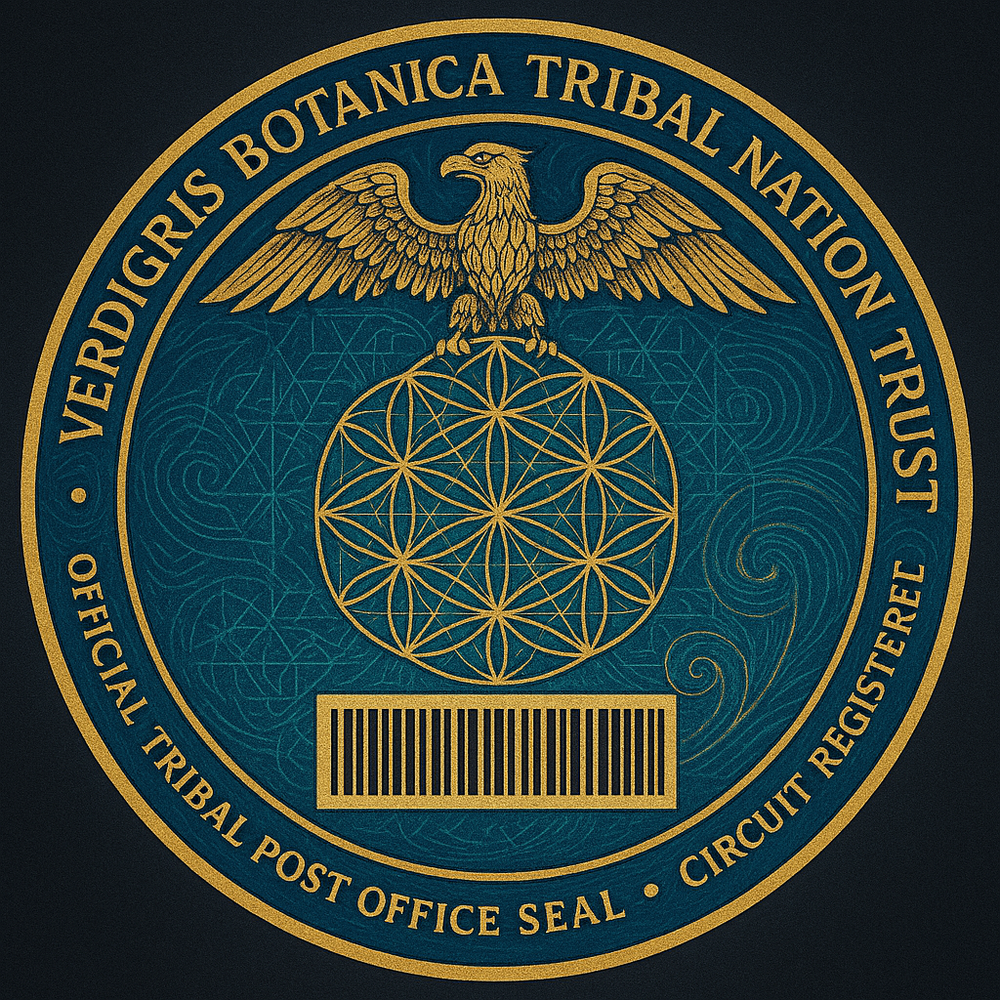 VERDIGRIS BOTANICA TRIBAL NATION TRUST
• OFFICIAL TRIBAL POST OFFICE SEAL • CIRCUIT REGISTEREL